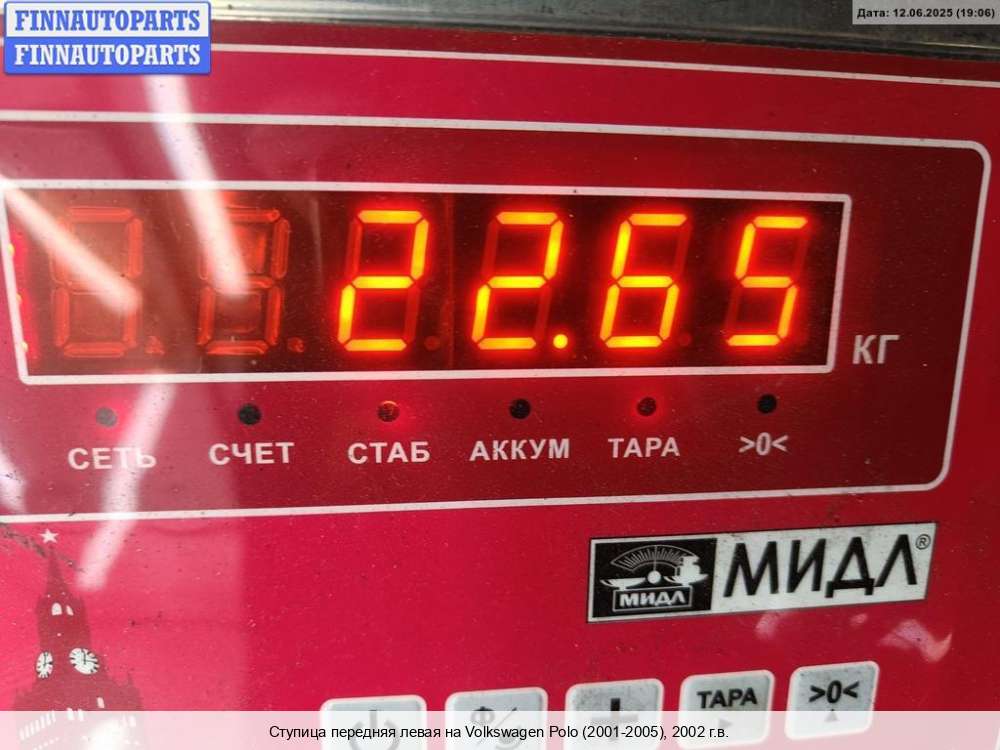 FINNAUTOPARTS
FINNAUTOPARTS
Дата: 12.06.2025 (19:06)
22.65
КГ
СЕТЬ СЧЕТ СТАБ АККУМ ТАРА >0<
МИДЛ МИДЛ®
ТАРА >0<
Ступица передняя левая на Volkswagen Polo (2001-2005), 2002 г.в.